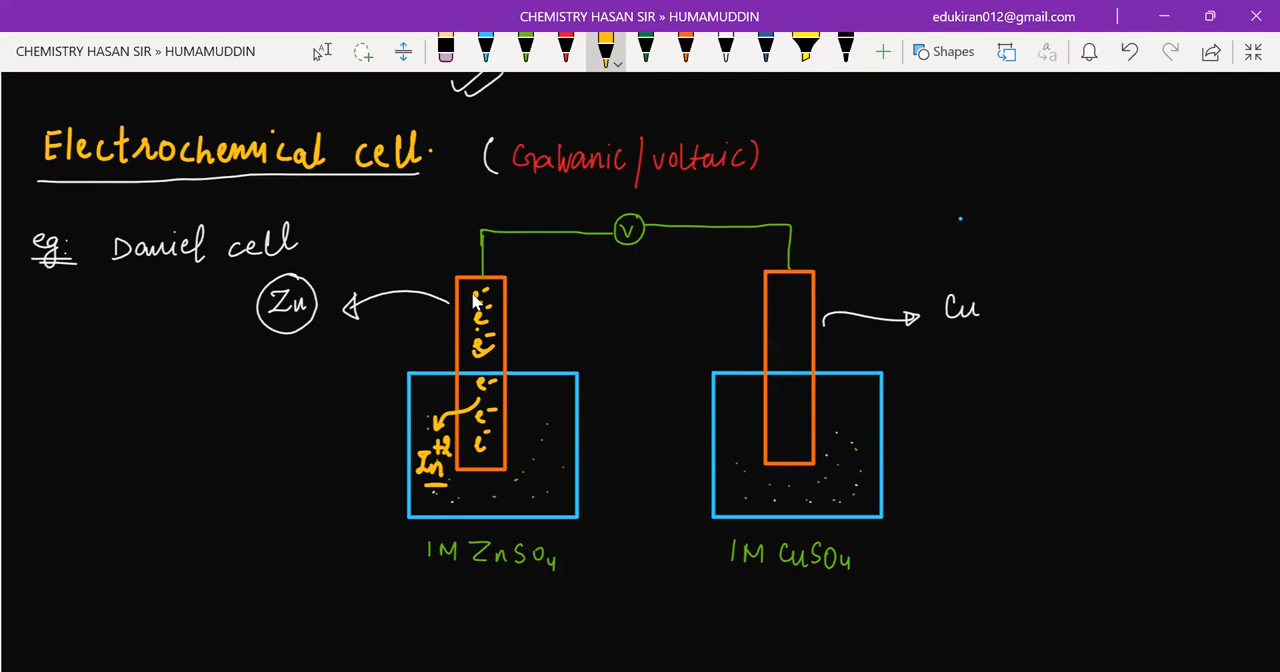 CHEMISTRY HASAN SIR » HUMAMUDDIN
edukiran012@gmail.com
CHEMISTRY HASAN SIR » HUMAMUDDIN
Shapes
Electrochemical cell.
(Galvanic/voltaic)
V
eg: Daniel cell
Zn
Cu
e-
e-
e-
e-
e-
e-
Zn+2
1M ZnSO4
1M CuSO4